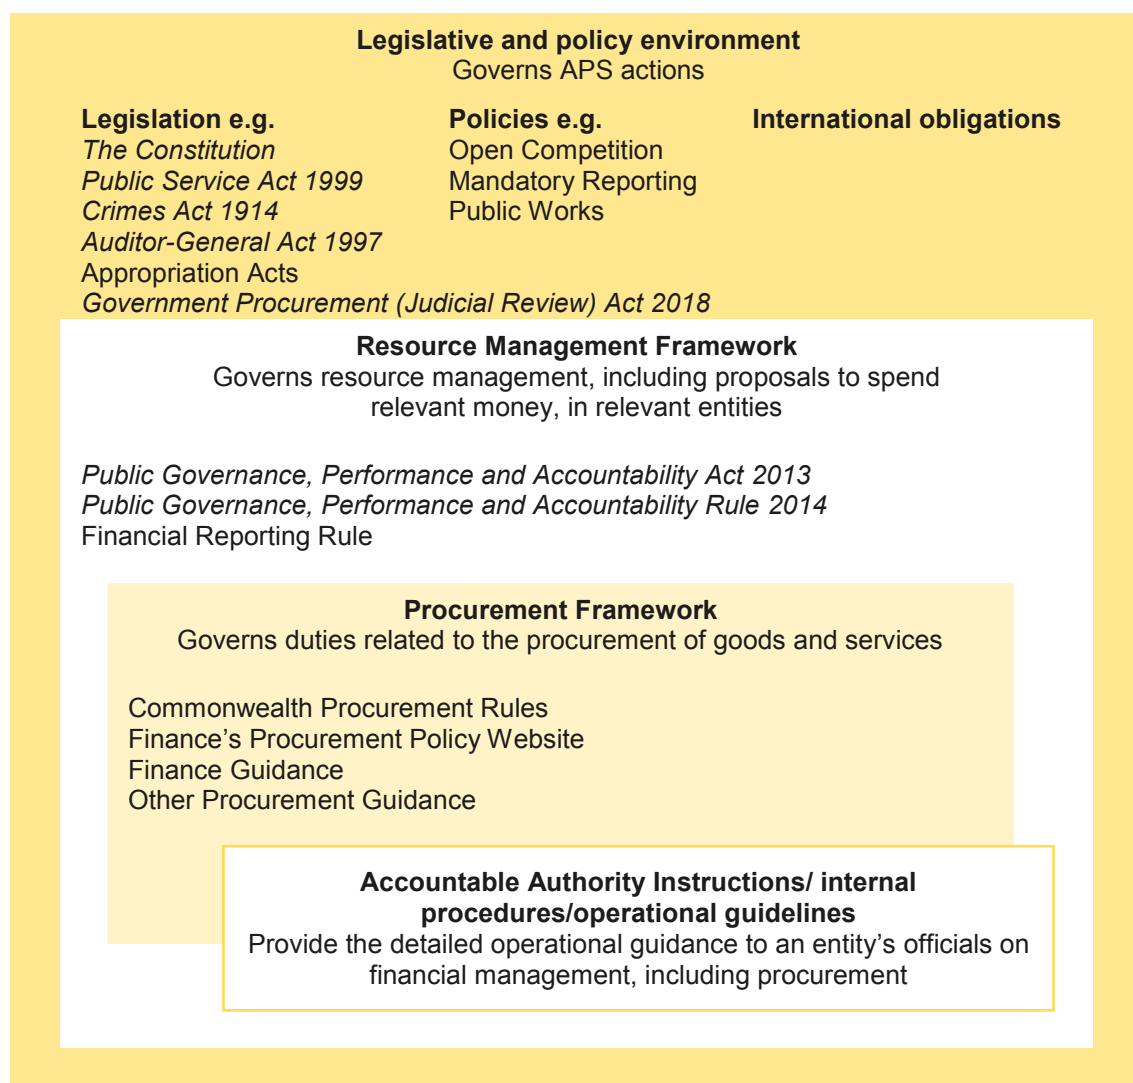 Legislative and policy environment
Governs APS actions
Legislation e.g.
The Constitution
Public Service Act 1999
Crimes Act 1914
Auditor-General Act 1997
Appropriation Acts
Government Procurement (Judicial Review) Act 2018
Policies e.g.
Open Competition
Mandatory Reporting
Public Works
International obligations
Resource Management Framework
Governs resource management, including proposals to spend
relevant money, in relevant entities
Public Governance, Performance and Accountability Act 2013
Public Governance, Performance and Accountability Rule 2014
Financial Reporting Rule
Procurement Framework
Governs duties related to the procurement of goods and services
Commonwealth Procurement Rules
Finance’s Procurement Policy Website
Finance Guidance
Other Procurement Guidance
Accountable Authority Instructions/ internal
procedures/operational guidelines
Provide the detailed operational guidance to an entity’s officials on
financial management, including procurement